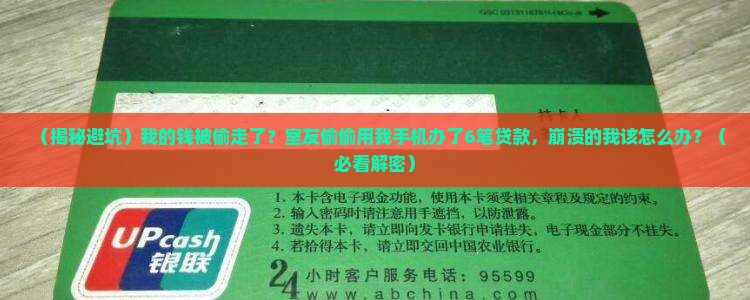 持卡人
（揭秘避坑）我的钱被偷走了？室友偷偷用我手机办了6笔贷款，崩溃的我该怎么办？（
必看解密）
1. 本卡含电子现金功能，使用本卡须受相关章程及规定的约束。
2. 输入密码时请注意用手遮挡，以防泄露。
3. 遗失本卡，请立即向发卡银行申请挂失，电子现金部分不挂失。
4. 若拾得本卡，请立即交回中国农业银行。
UPcash
银联
24小时客户服务电话：95599
www.abchina.com